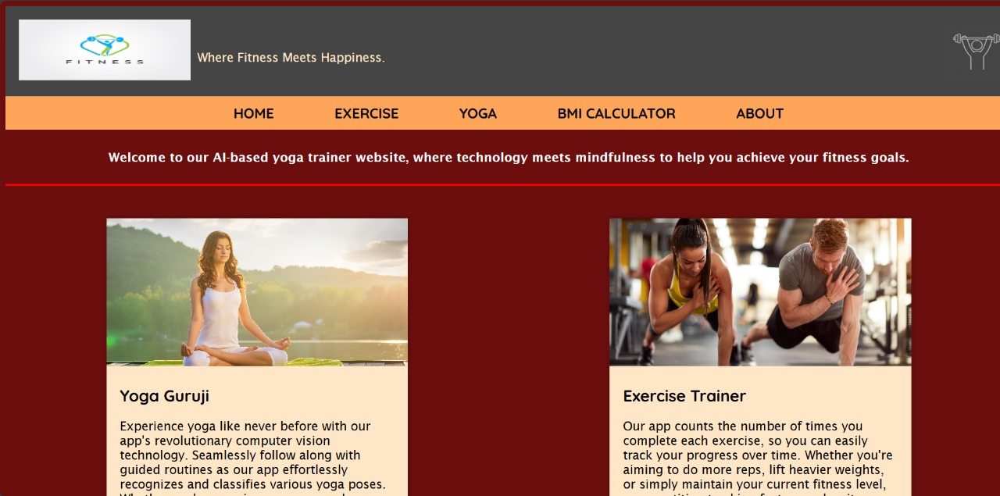 FITNESS
Where Fitness Meets Happiness.
HOME EXERCISE YOGA BMI CALCULATOR ABOUT
Welcome to our AI-based yoga trainer website, where technology meets mindfulness to help you achieve your fitness goals.
Yoga Guruji
Experience yoga like never before with our
app's revolutionary computer vision
technology. Seamlessly follow along with
guided routines as our app effortlessly
recognizes and classifies various yoga poses.
Exercise Trainer
Our app counts the number of times you
complete each exercise, so you can easily
track your progress over time. Whether you're
aiming to do more reps, lift heavier weights,
or simply maintain your current fitness level,